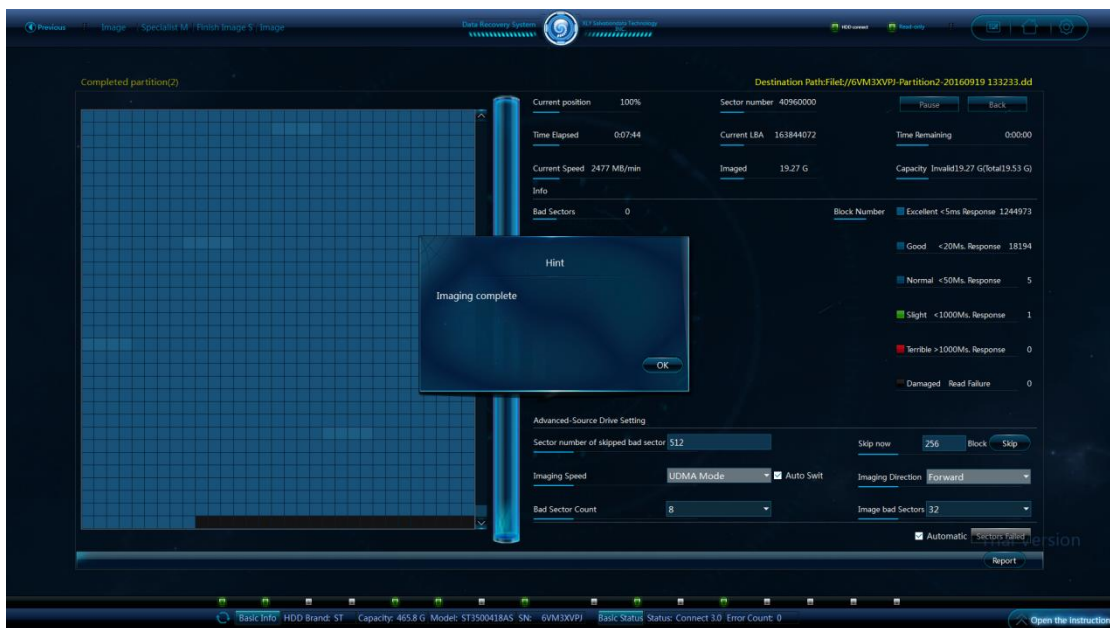 Previous Image Specialist M Finish Image S Image Data Recovery System XLY Salvationdata Technology INC. HDD connect Read-only
Completed partition(2) Destination Path:File1://6VM3XVPJ-Partition2-20160919 133233.dd
Current position 100% Sector number 40960000 Pause Back
Time Elapsed 0:07:44 Current LBA 163844072 Time Remaining 0:00:00
Current Speed 2477 MB/min Imaged 19.27 G Capacity Invalid19.27 G(Total19.53 G)
Info
Bad Sectors 0 Block Number Excellent <5ms Response 1244973
Good <20Ms. Response 18194
Hint
Normal <50Ms. Response 5
Imaging complete
Slight <1000Ms. Response 1
Terrible >1000Ms. Response 0
OK
Damaged Read Failure 0
Advanced-Source Drive Setting
Sector number of skipped bad sector 512 Skip now 256 Block Skip
Imaging Speed UDMA Mode Auto Swit Imaging Direction Forward
Bad Sector Count 8 Image bad Sectors 32
Automatic Sectors Failed
Trial version
Report
Basic Info HDD Brand: ST Capacity: 465.8 G Model: ST3500418AS SN: 6VM3XVPJ Basic Status Status: Connect 3.0 Error Count: 0 Open the Instruction